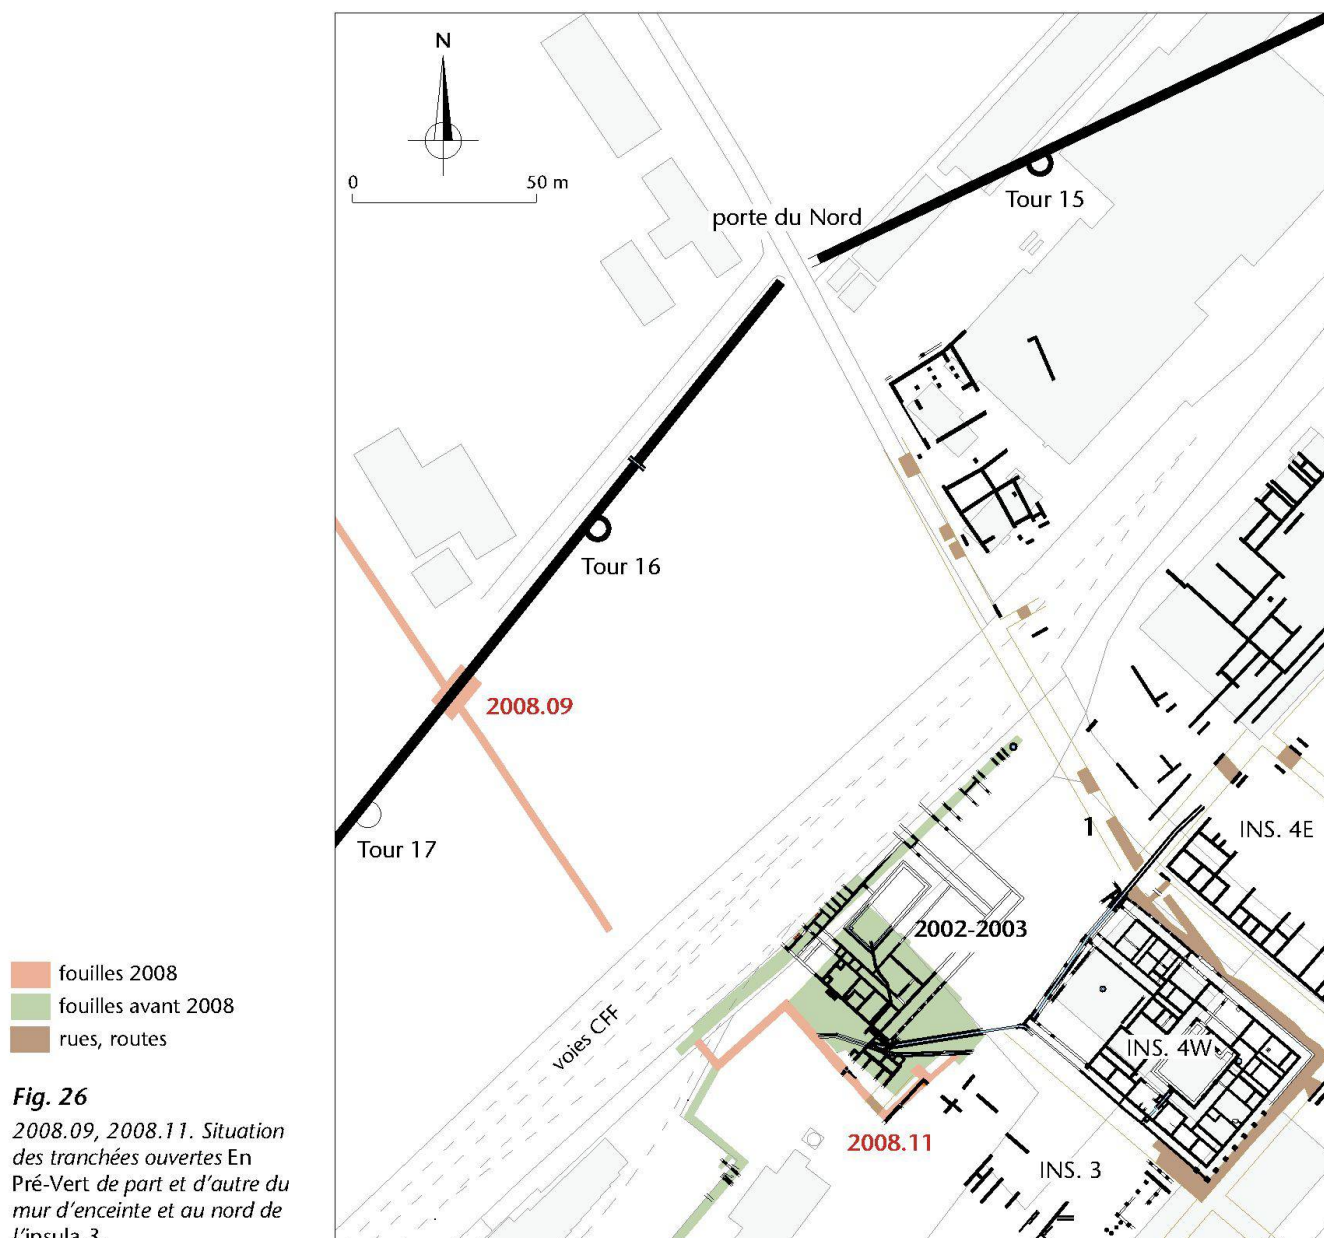 N
0 50 m
porte du Nord
Tour 15
Tour 16
2008.09
Tour 17
1
INS. 4E
2002-2003
voies CFF
INS. 4W
2008.11
INS. 3
fouilles 2008
fouilles avant 2008
rues, routes
Fig. 26
2008.09, 2008.11. Situation
des tranchées ouvertes En
Pré-Vert de part et d'autre du
mur d'enceinte et au nord de
l'insula 3.